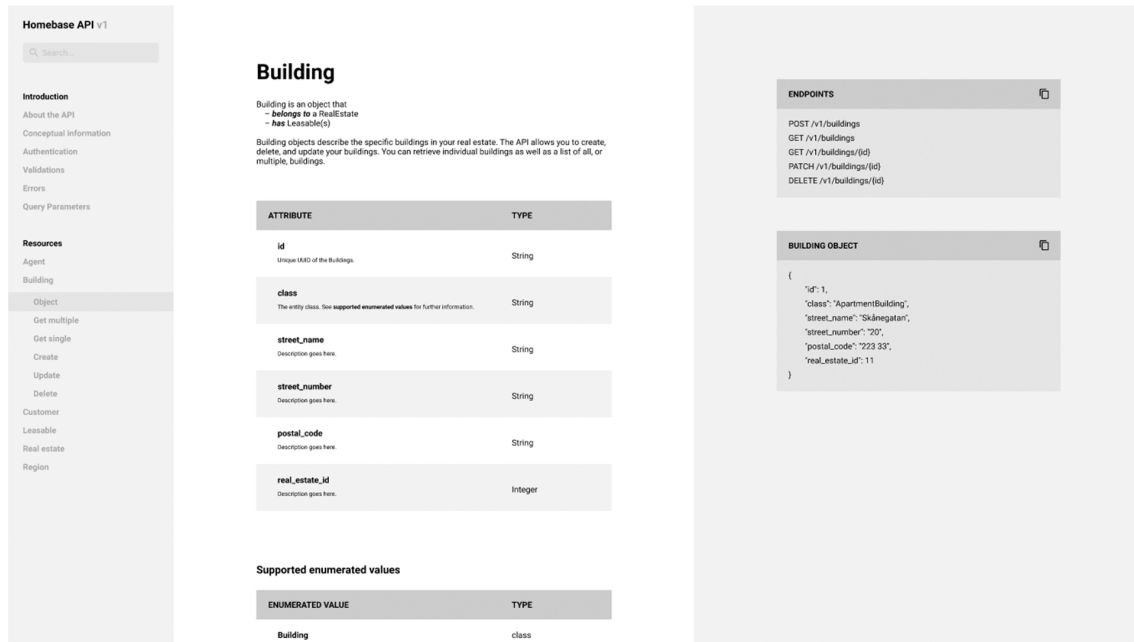 Homebase API v1
Search...
Introduction
About the API
Conceptual information
Authentication
Validations
Errors
Query Parameters
Resources
Agent
Building
Object
Get multiple
Get single
Create
Update
Delete
Customer
Leasable
Real estate
Region
Building
Building is an object that
– belongs to a RealEstate
– has Leasable(s)
Building objects describe the specific buildings in your real estate. The API allows you to create,
delete, and update your buildings. You can retrieve individual buildings as well as a list of all, or
multiple, buildings.
ATTRIBUTE TYPE
id
Unique UUID of the Buildings.
String
class
The entity class. See supported enumerated values for further information.
String
street_name
Description goes here.
String
street_number
Description goes here.
String
postal_code
Description goes here.
String
real_estate_id
Description goes here.
Integer
Supported enumerated values
ENUMERATED VALUE TYPE
Building class
ENDPOINTS
POST /v1/buildings
GET /v1/buildings
GET /v1/buildings/{id}
PATCH /v1/buildings/{id}
DELETE /v1/buildings/{id}
BUILDING OBJECT
{
"id": 1,
"class": "ApartmentBuilding",
"street_name": "Skånegatan",
"street_number": "20",
"postal_code": "223 33",
"real_estate_id": 11
}